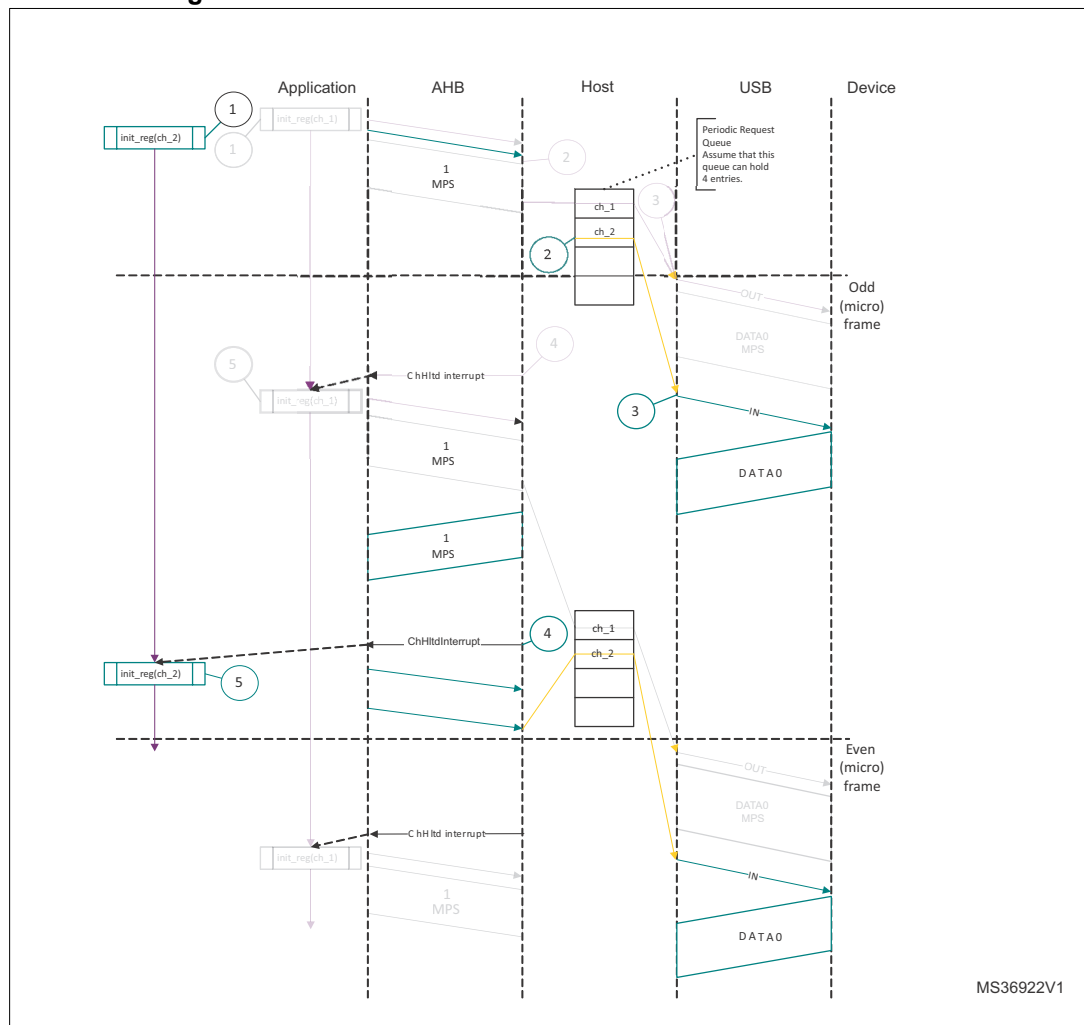 g
Application
AHB
Host
USB
Device
1
init_reg(ch_2)
init_reg(ch_1)
1
2
Periodic Request
Queue
Assume that this
queue can hold
4 entries.
1
MPS
3
ch_1
ch_2
2
Odd
(micro)
frame
OUT
DATA0
MPS
4
5
ChHltd interrupt
init_reg(ch_1)
3
IN
1
MPS
DATA0
1
MPS
4
ch_1
ChHltdInterrupt
ch_2
init_reg(ch_2)
5
Even
(micro)
frame
OUT
DATA0
MPS
ChHltd interrupt
init_reg(ch_1)
IN
1
MPS
DATA0
MS36922V1